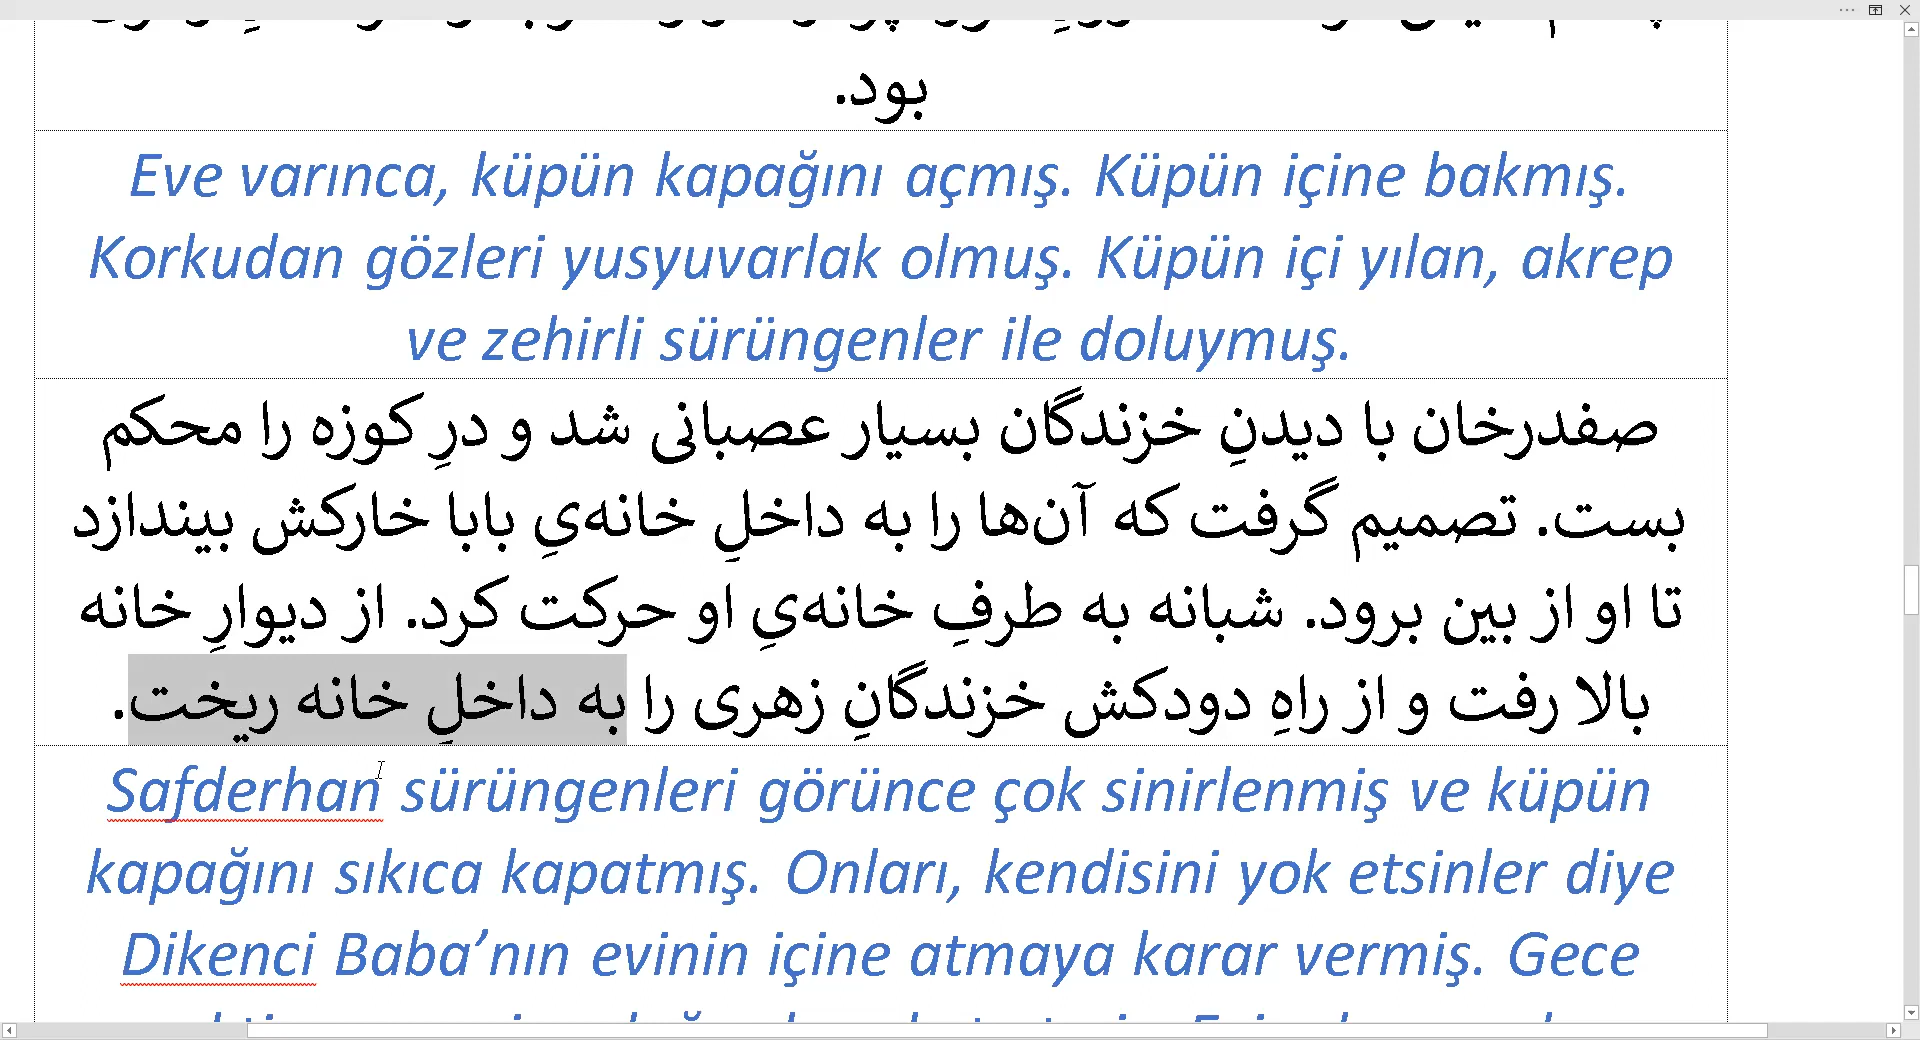 بود.
Eve varınca, küpün kapağını açmış. Küpün içine bakmış.
Korkudan gözleri yusyuvarlak olmuş. Küpün içi yılan, akrep
ve zehirli sürüngenler ile doluymuş.
صفدرخان با دیدنِ خزندگان بسیار عصبانی شد و درِ کوزه را محکم
بست. تصمیم گرفت که آن‌ها را به داخلِ خانه‌یِ بابا خارکش بیندازد
تا او از بین برود. شبانه به طرفِ خانه‌یِ او حرکت کرد. از دیوارِ خانه
بالا رفت و از راهِ دودکش خزندگانِ زهری را به داخلِ خانه ریخت.
Safderhan sürüngenleri görünce çok sinirlenmiş ve küpün
kapağını sıkıca kapatmış. Onları, kendisini yok etsinler diye
Dikenci Baba’nın evinin içine atmaya karar vermiş. Gece